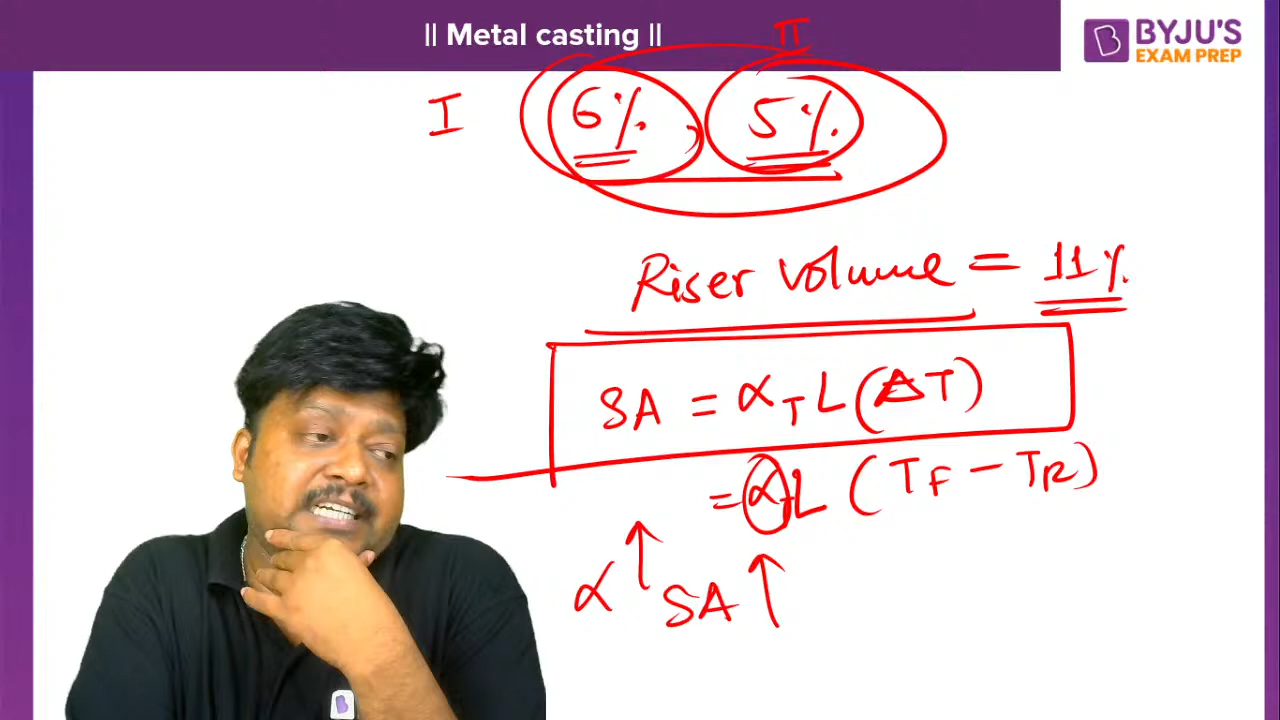 || Metal casting ||
BYJU'S
EXAM PREP
II
I 6% 5%
Riser volume = 11%
SA = α_T L (ΔT)
= α L (T_F - T_R)
α ↑ SA ↑